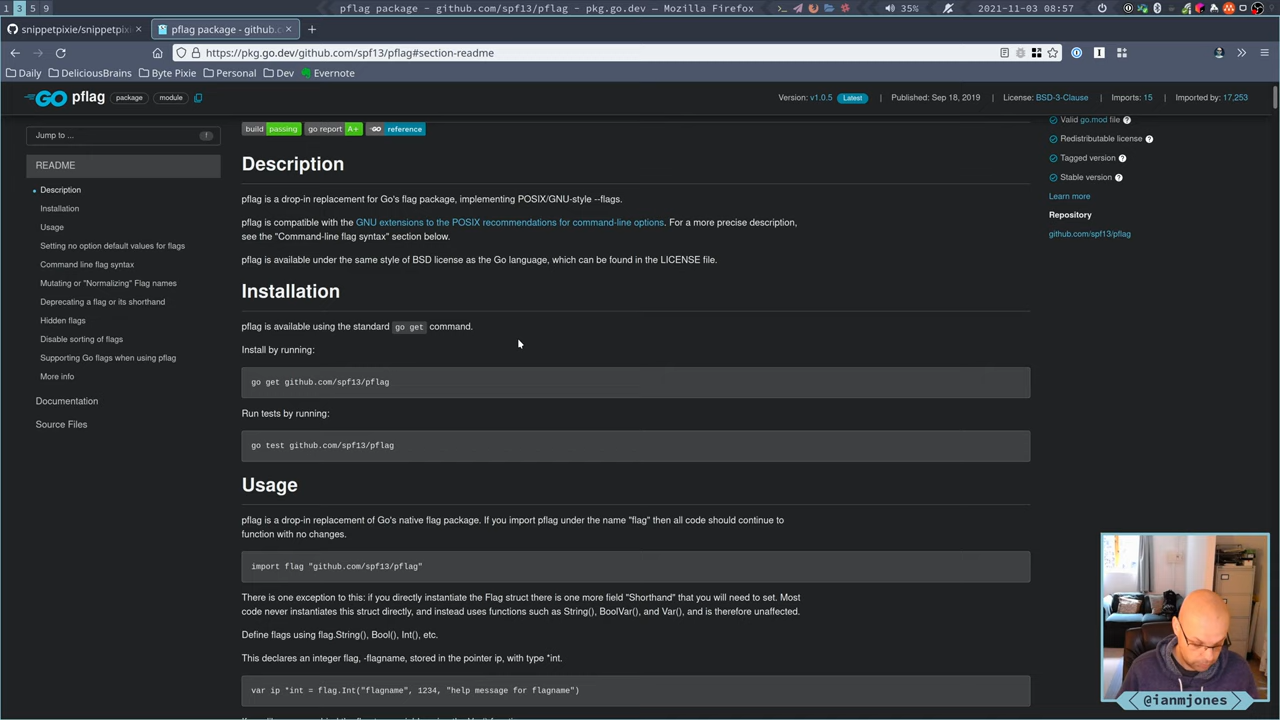 1 3 5 9
pflag package - github.com/spf13/pflag - pkg.go.dev — Mozilla Firefox
35%
2021-11-03 08:57
snippetpixie/snippetpixi
pflag package - github.c
https://pkg.go.dev/github.com/spf13/pflag#section-readme
Daily
DeliciousBrains
Byte Pixie
Personal
Dev
Evernote
GO pflag package module
Version: v1.0.5 Latest | Published: Sep 18, 2019 | License: BSD-3-Clause | Imports: 15 | Imported by: 17,253
Jump to ... f
README
Description
Installation
Usage
Setting no option default values for flags
Command line flag syntax
Mutating or "Normalizing" Flag names
Deprecating a flag or its shorthand
Hidden flags
Disable sorting of flags
Supporting Go flags when using pflag
More info
Documentation
Source Files
build passing go report A+ GO reference
Description
pflag is a drop-in replacement for Go's flag package, implementing POSIX/GNU-style --flags.
pflag is compatible with the GNU extensions to the POSIX recommendations for command-line options. For a more precise description,
see the "Command-line flag syntax" section below.
pflag is available under the same style of BSD license as the Go language, which can be found in the LICENSE file.
Installation
pflag is available using the standard go get command.
Install by running:
go get github.com/spf13/pflag
Run tests by running:
go test github.com/spf13/pflag
Usage
pflag is a drop-in replacement of Go's native flag package. If you import pflag under the name "flag" then all code should continue to
function with no changes.
import flag "github.com/spf13/pflag"
There is one exception to this: if you directly instantiate the Flag struct there is one more field "Shorthand" that you will need to set. Most
code never instantiates this struct directly, and instead uses functions such as String(), BoolVar(), and Var(), and is therefore unaffected.
Define flags using flag.String(), Bool(), Int(), etc.
This declares an integer flag, -flagname, stored in the pointer ip, with type *int.
var ip *int = flag.Int("flagname", 1234, "help message for flagname")
Valid go.mod file ?
Redistributable license ?
Tagged version ?
Stable version ?
Learn more
Repository
github.com/spf13/pflag
@ianmjones